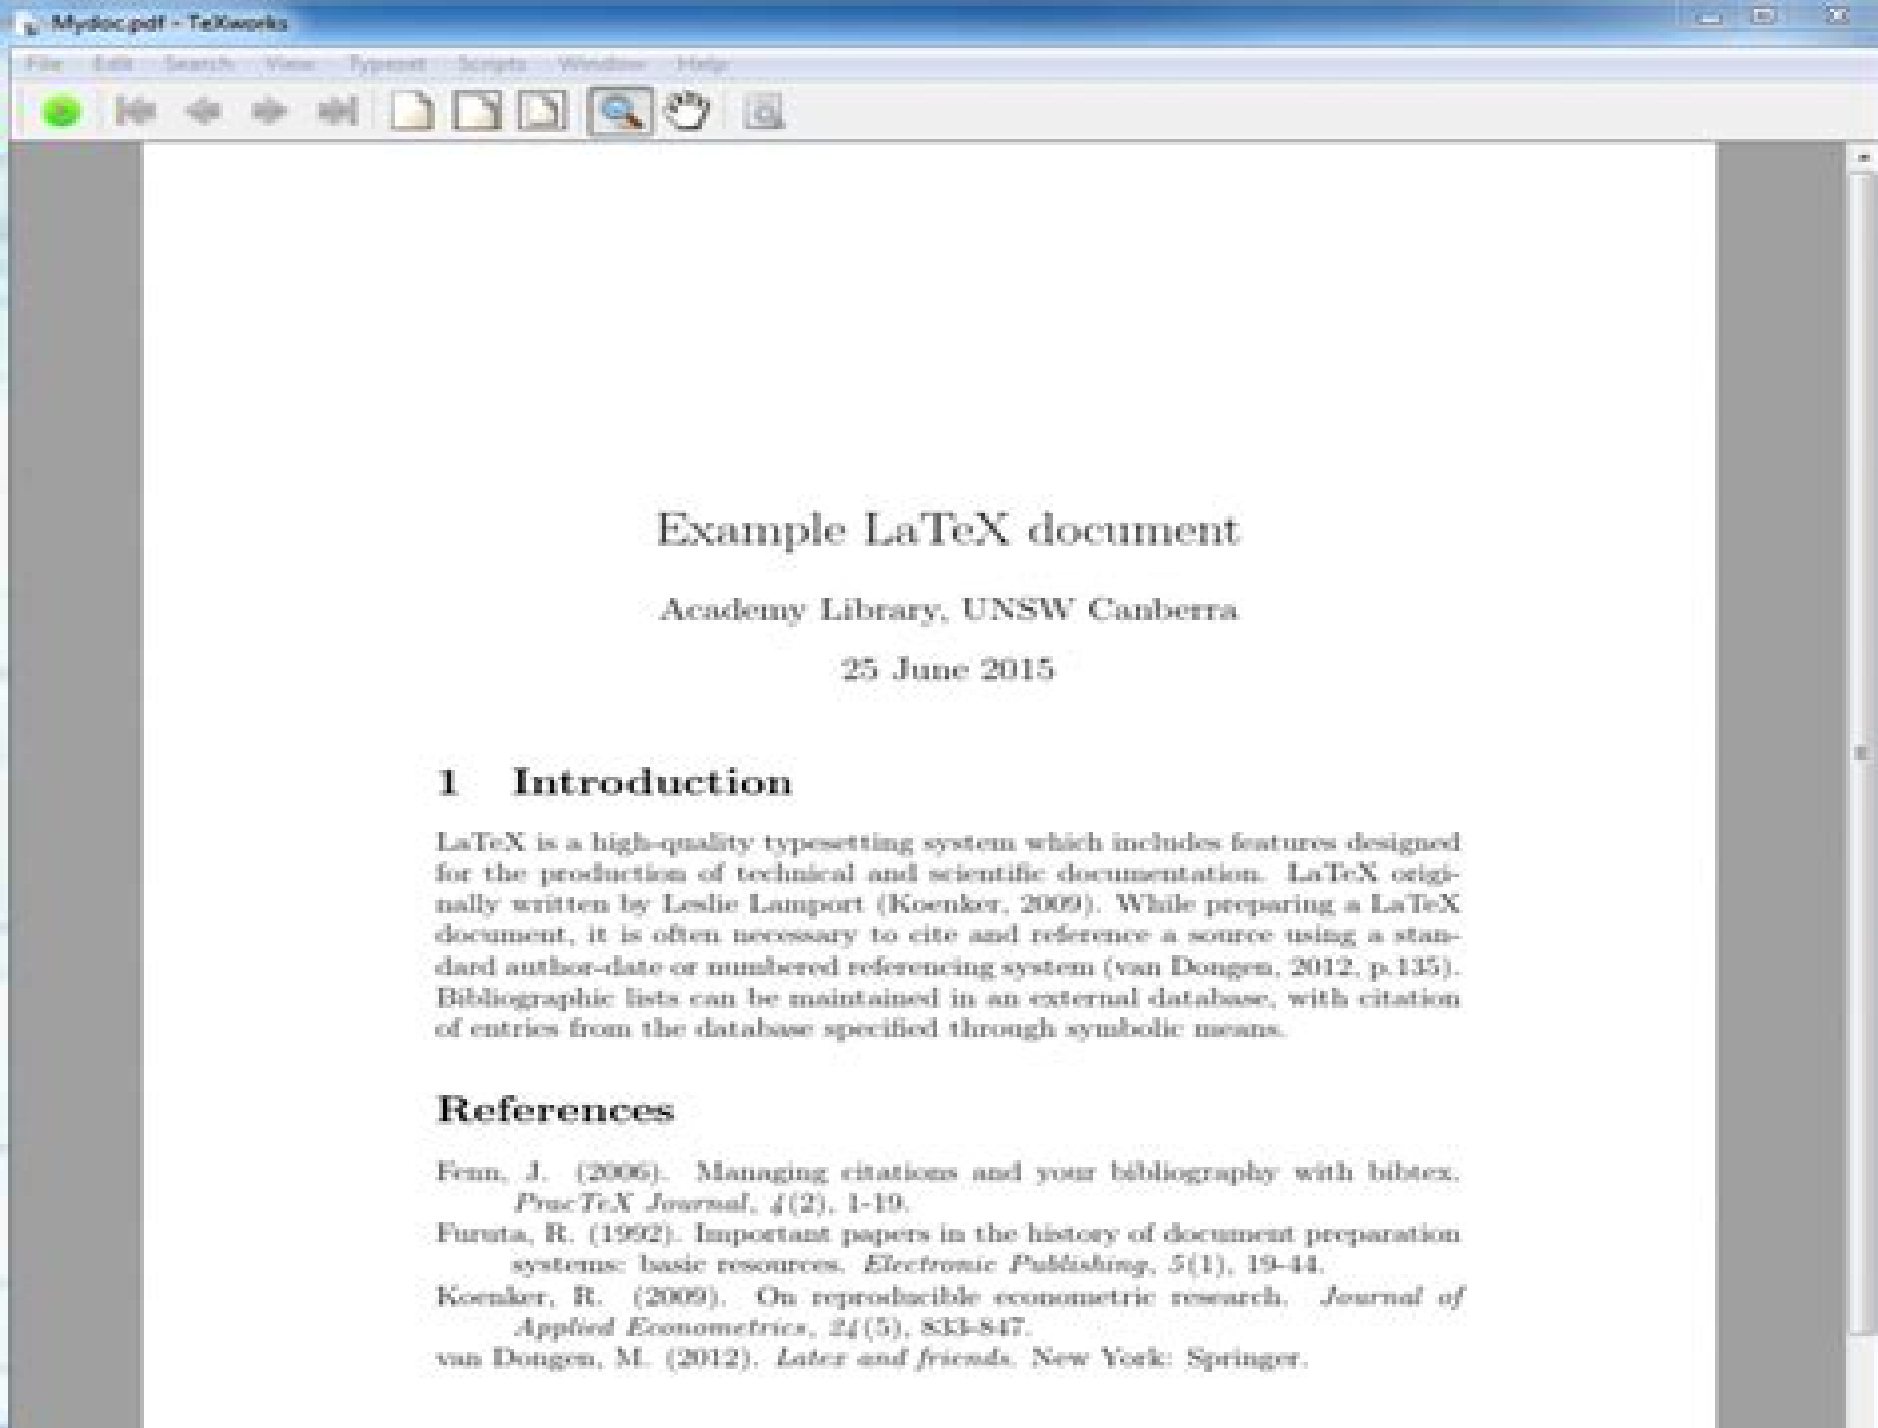 Mydoc.pdf - TeXworks
File Edit Search View Typeset Scripts Window Help
Example LaTeX document
Academy Library, UNSW Canberra
25 June 2015
1 Introduction
LaTeX is a high-quality typesetting system which includes features designed
for the production of technical and scientific documentation. LaTeX origi-
nally written by Leslie Lamport (Koenker, 2009). While preparing a LaTeX
document, it is often necessary to cite and reference a source using a stan-
dard author-date or numbered referencing system (van Dongen, 2012, p.135).
Bibliographic lists can be maintained in an external database, with citation
of entries from the database specified through symbolic means.
References
Fenn, J. (2006). Managing citations and your bibliography with bibtex.
PracTeX Journal, 4(2), 1-19.
Furuta, R. (1992). Important papers in the history of document preparation
systems: basic resources. Electronic Publishing, 5(1), 19-44.
Koenker, R. (2009). On reproducible econometric research. Journal of
Applied Econometrics, 24(5), 833-847.
van Dongen, M. (2012). Latex and friends. New York: Springer.